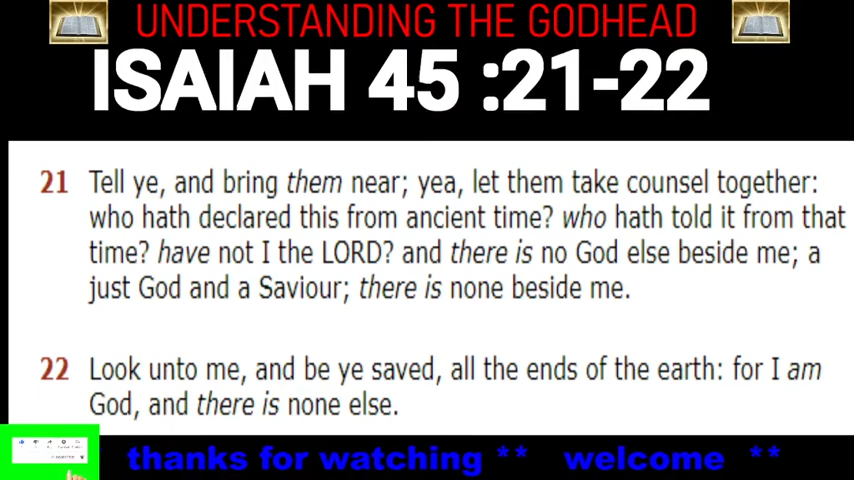 UNDERSTANDING THE GODHEAD
ISAIAH 45 :21-22
21 Tell ye, and bring them near; yea, let them take counsel together:
who hath declared this from ancient time? who hath told it from that
time? have not I the LORD? and there is no God else beside me; a
just God and a Saviour; there is none beside me.
22 Look unto me, and be ye saved, all the ends of the earth: for I am
God, and there is none else.
thanks for watching ** welcome **